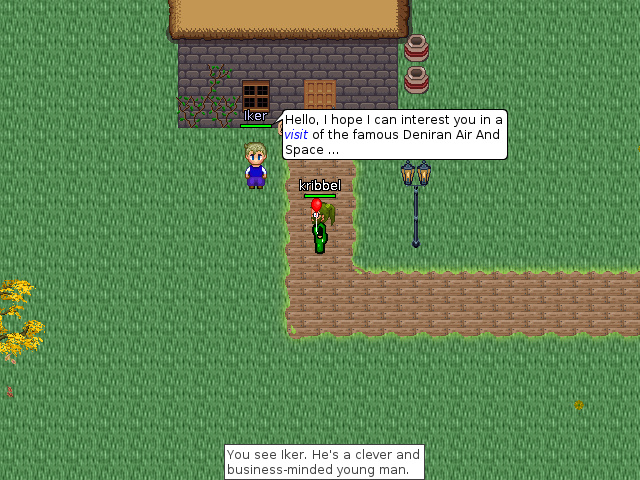 Iker
Hello, I hope I can interest you in a
visit of the famous Deniran Air And
Space ...
kribbel
You see Iker. He's a clever and
business-minded young man.